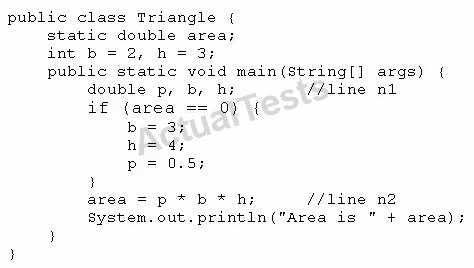 public class Triangle {
    static double area;
    int b = 2, h = 3;
    public static void main(String[] args) {
        double p, b, h;       //line n1
        if (area == 0) {
            b = 3;
            h = 4;
            p = 0.5;
        }
        area = p * b * h;     //line n2
        System.out.println("Area is " + area);
    }
}
ActualTests